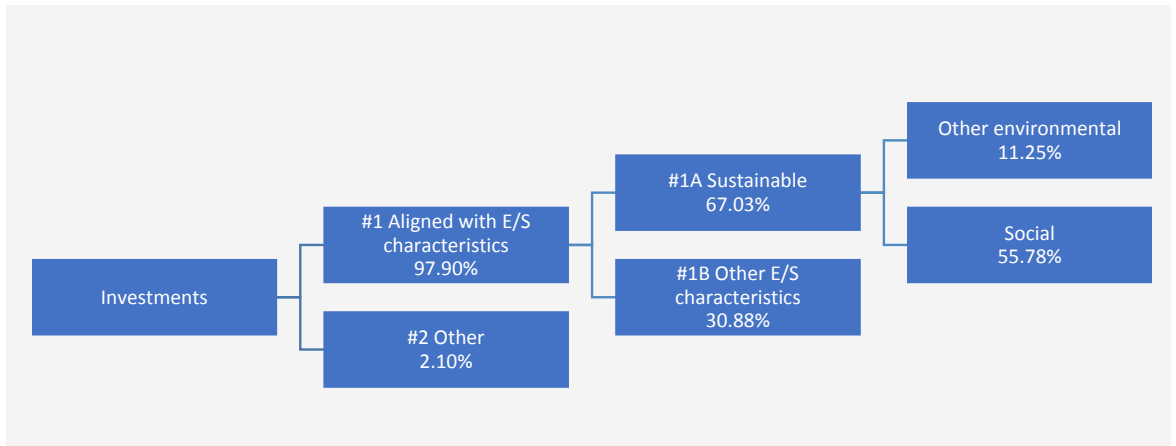 Investments
#1 Aligned with E/S
characteristics
97.90%
#2 Other
2.10%
#1A Sustainable
67.03%
#1B Other E/S
characteristics
30.88%
Other environmental
11.25%
Social
55.78%